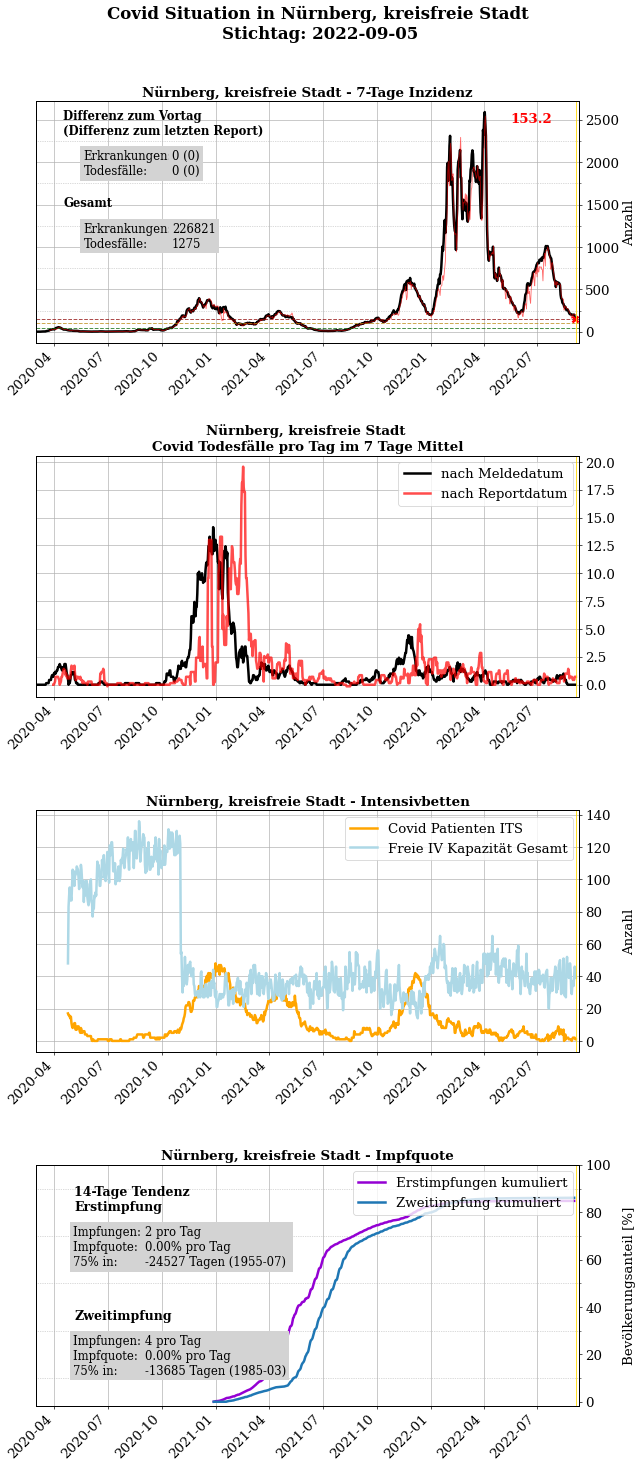 Covid Situation in Nürnberg, kreisfreie Stadt
Stichtag: 2022-09-05
Nürnberg, kreisfreie Stadt - 7-Tage Inzidenz
Differenz zum Vortag
(Differenz zum letzten Report)
Erkrankungen 0 (0)
Todesfälle: 0 (0)
Gesamt
Erkrankungen 226821
Todesfälle: 1275
153.2
2500
2000
1500
1000
500
0
Anzahl
2020-04
2020-07
2020-10
2021-01
2021-04
2021-07
2021-10
2022-01
2022-04
2022-07
Nürnberg, kreisfreie Stadt
Covid Todesfälle pro Tag im 7 Tage Mittel
nach Meldedatum
nach Reportdatum
20.0
17.5
15.0
12.5
10.0
7.5
5.0
2.5
0.0
2020-04
2020-07
2020-10
2021-01
2021-04
2021-07
2021-10
2022-01
2022-04
2022-07
Nürnberg, kreisfreie Stadt - Intensivbetten
Covid Patienten ITS
Freie IV Kapazität Gesamt
140
120
100
80
60
40
20
0
Anzahl
2020-04
2020-07
2020-10
2021-01
2021-04
2021-07
2021-10
2022-01
2022-04
2022-07
Nürnberg, kreisfreie Stadt - Impfquote
14-Tage Tendenz
Erstimpfung
Impfungen: 2 pro Tag
Impfquote: 0.00% pro Tag
75% in: -24527 Tagen (1955-07)
Zweitimpfung
Impfungen: 4 pro Tag
Impfquote: 0.00% pro Tag
75% in: -13685 Tagen (1985-03)
Erstimpfungen kumuliert
Zweitimpfung kumuliert
100
80
60
40
20
0
Bevölkerungsanteil [%]
2020-04
2020-07
2020-10
2021-01
2021-04
2021-07
2021-10
2022-01
2022-04
2022-07